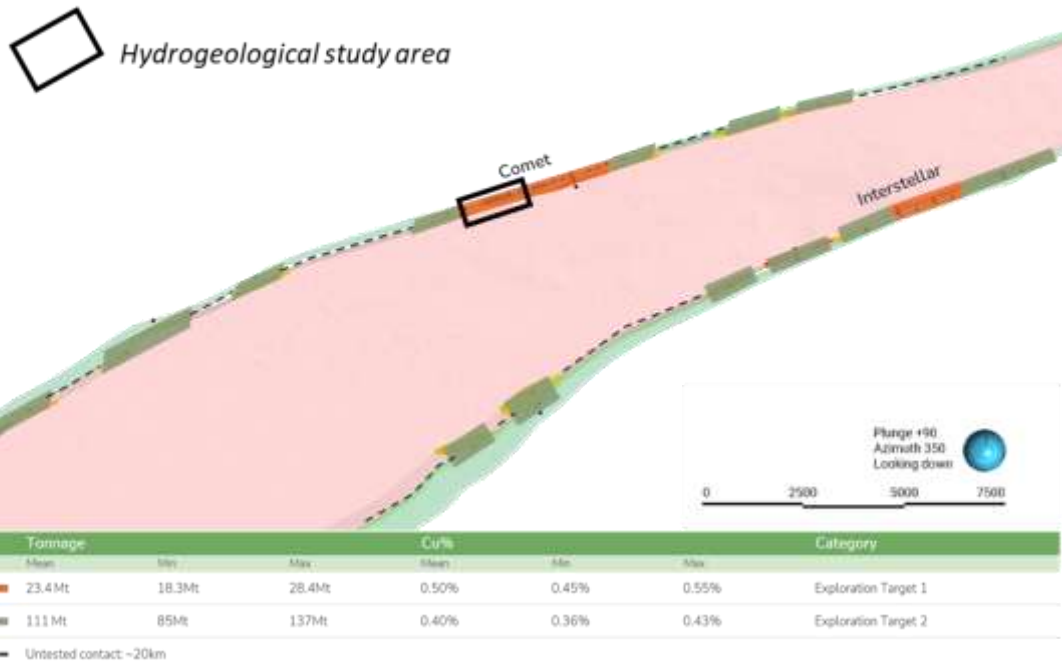 Hydrogeological study area
Comet
Interstellar
Plunge +90
Azimuth 350
Looking down
0 2500 5000 7500
Tonnage Cu% Category
Mean Min Max Mean Min Max
23.4Mt 18.3Mt 28.4Mt 0.50% 0.45% 0.55% Exploration Target 1
111Mt 85Mt 137Mt 0.40% 0.36% 0.43% Exploration Target 2
Untested contact: ~20km